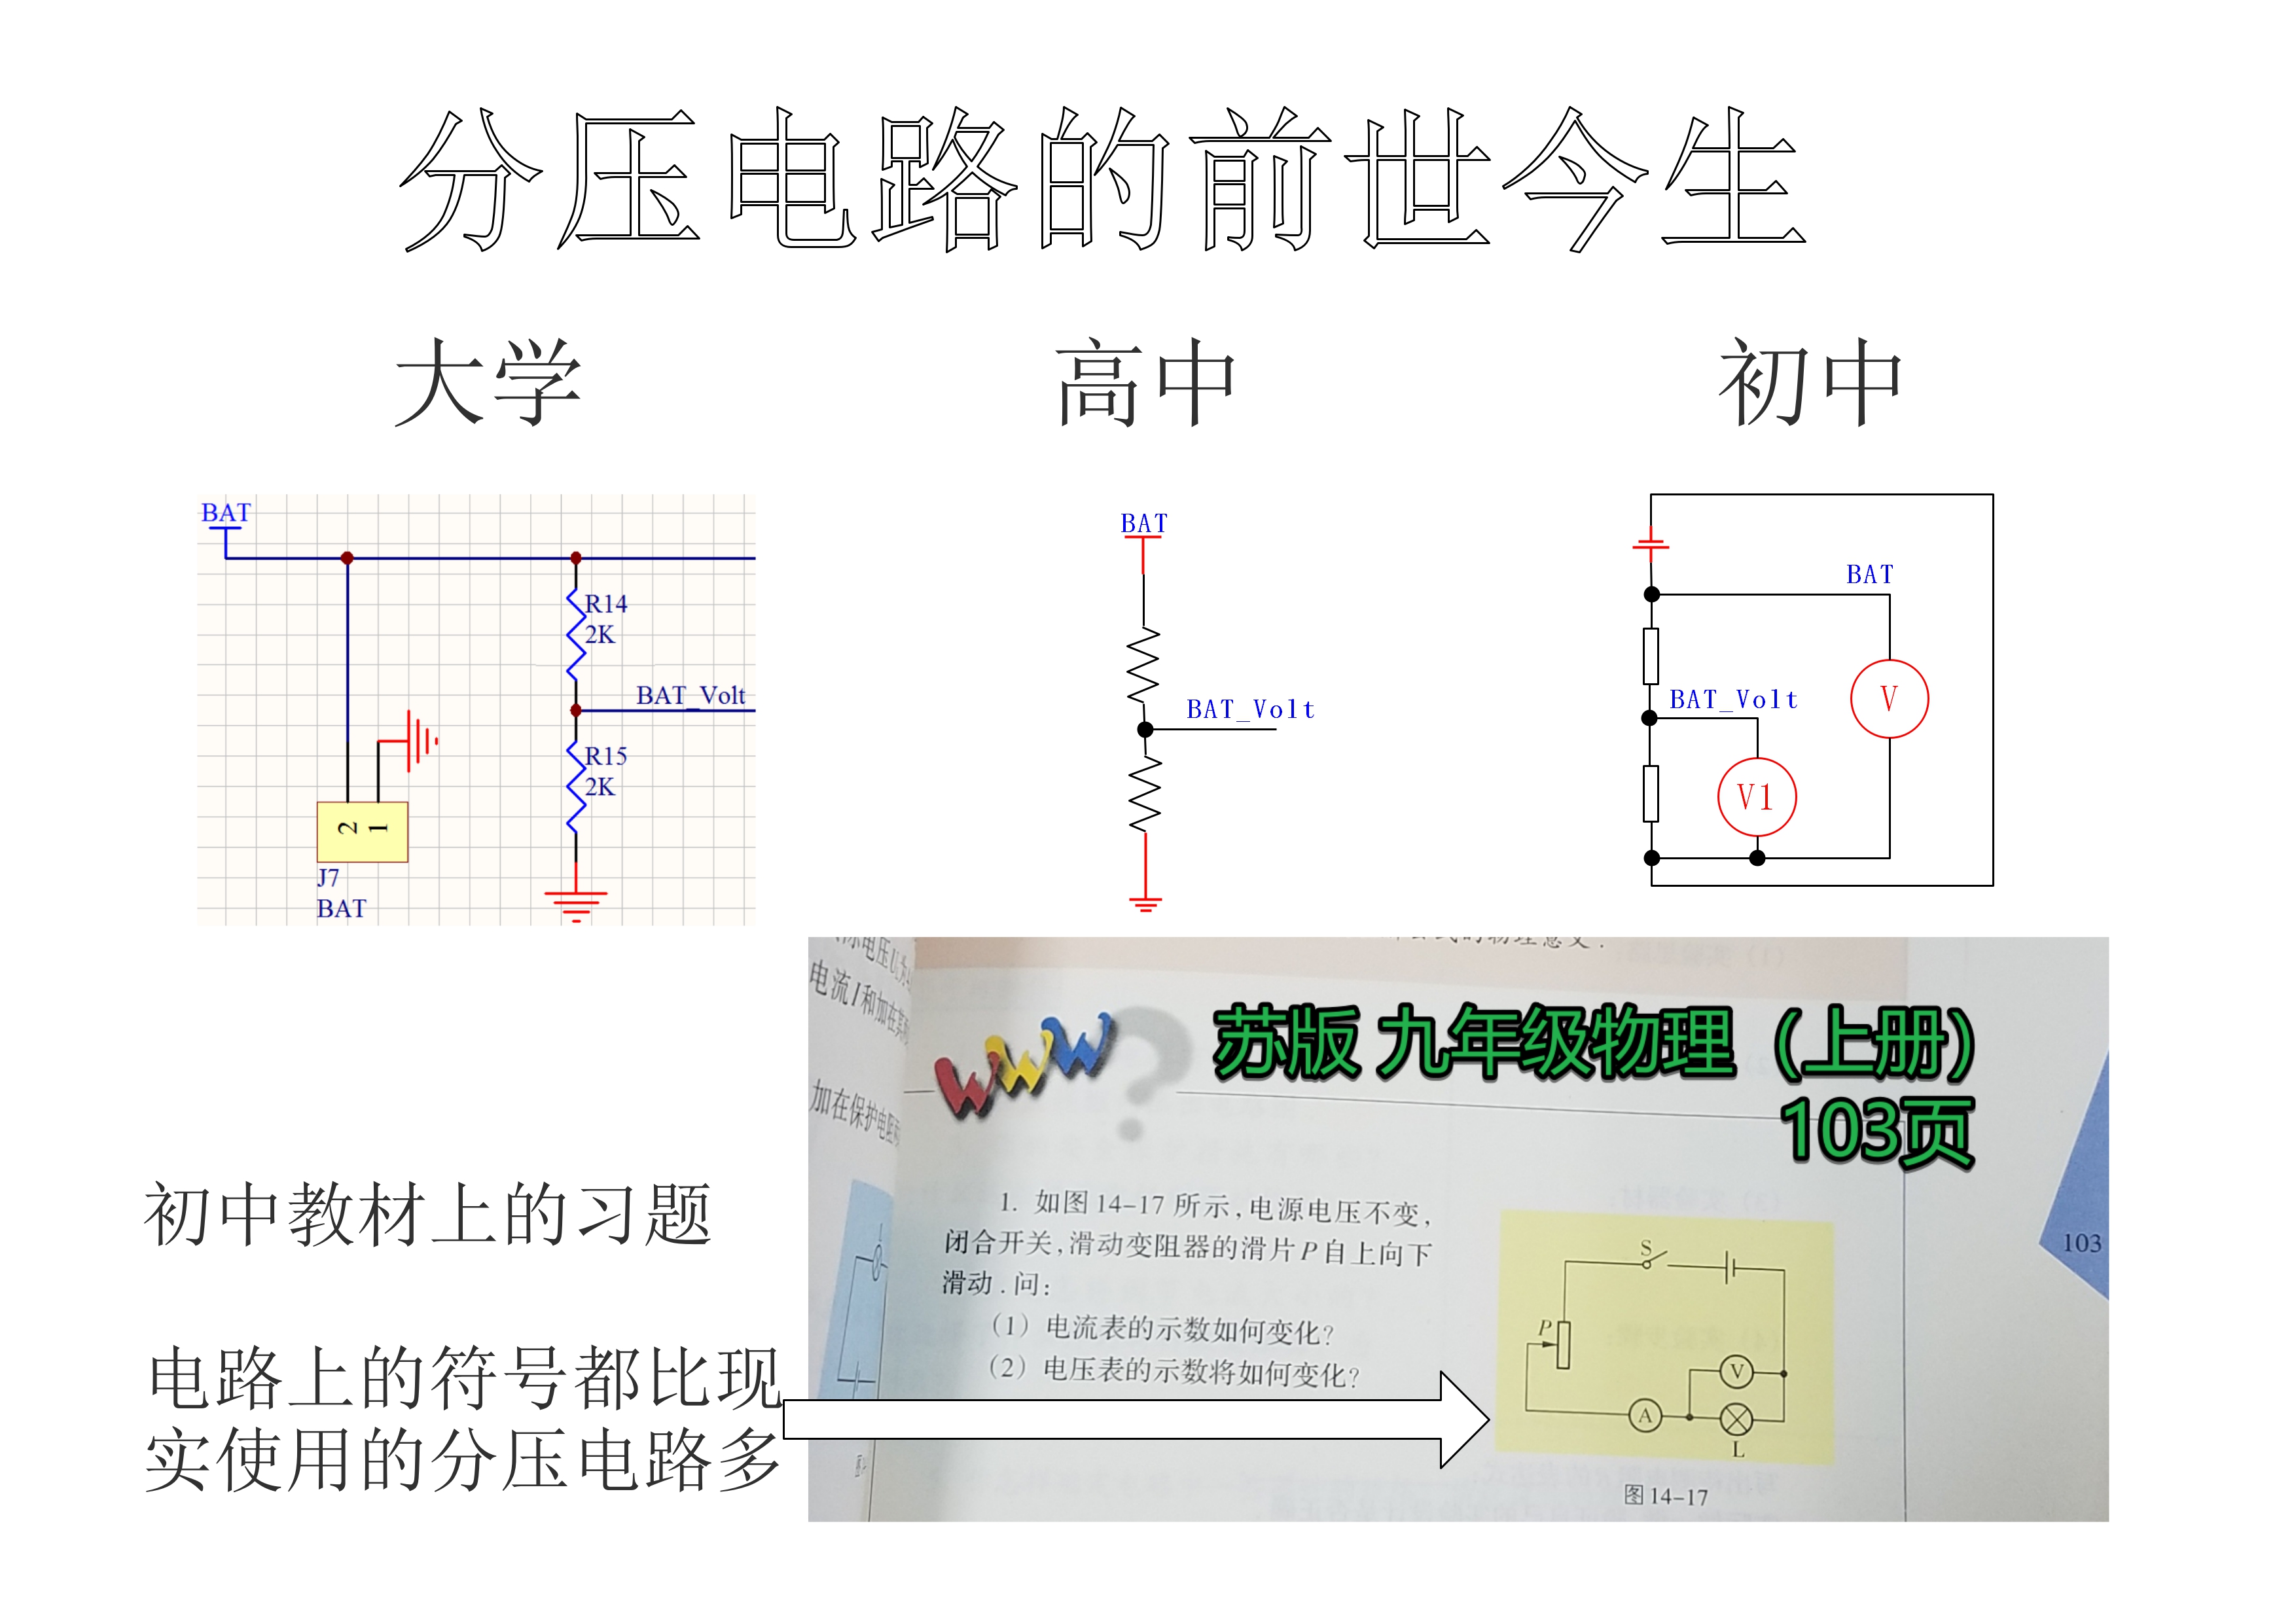 分压电路的前世今生
大学
高中
初中
BAT
R14
2K
BAT_Volt
R15
2K
2
1
J7
BAT
BAT
BAT_Volt
BAT
BAT_Volt
V
V1
电流I和加在其两
加在保护电阻两
苏版 九年级物理（上册）
103页
www?
1. 如图 14-17 所示,电源电压不变,
闭合开关,滑动变阻器的滑片P自上向下
滑动.问:
(1) 电流表的示数如何变化?
(2) 电压表的示数将如何变化?
S
P
V
A
L
图 14-17
103
初中教材上的习题
电路上的符号都比现
实使用的分压电路多